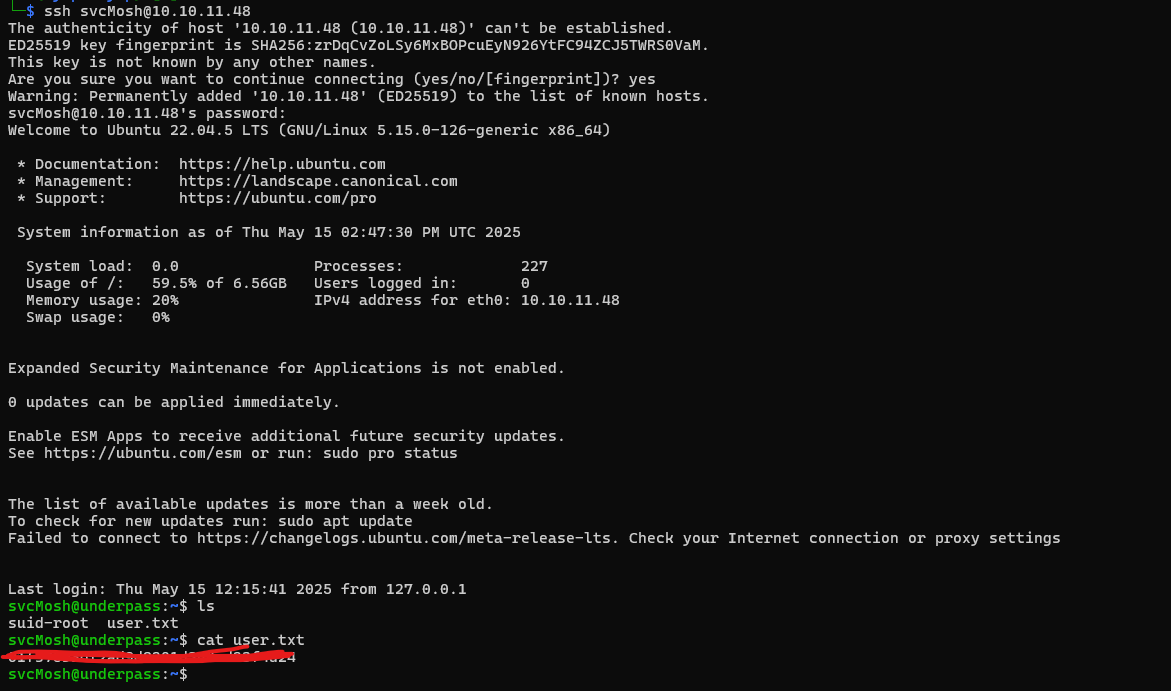 $ ssh svcMosh@10.10.11.48
The authenticity of host '10.10.11.48 (10.10.11.48)' can't be established.
ED25519 key fingerprint is SHA256:zrDqCvZoLSy6MxBOPcuEyN926YtFC94ZCJ5TWRS0VaM.
This key is not known by any other names.
Are you sure you want to continue connecting (yes/no/[fingerprint])? yes
Warning: Permanently added '10.10.11.48' (ED25519) to the list of known hosts.
svcMosh@10.10.11.48's password:
Welcome to Ubuntu 22.04.5 LTS (GNU/Linux 5.15.0-126-generic x86_64)
* Documentation:  https://help.ubuntu.com
* Management:     https://landscape.canonical.com
* Support:        https://ubuntu.com/pro
System information as of Thu May 15 02:47:30 PM UTC 2025
System load:  0.0               Processes:             227
Usage of /:   59.5% of 6.56GB   Users logged in:       0
Memory usage: 20%               IPv4 address for eth0: 10.10.11.48
Swap usage:   0%
Expanded Security Maintenance for Applications is not enabled.
0 updates can be applied immediately.
Enable ESM Apps to receive additional future security updates.
See https://ubuntu.com/esm or run: sudo pro status
The list of available updates is more than a week old.
To check for new updates run: sudo apt update
Failed to connect to https://changelogs.ubuntu.com/meta-release-lts. Check your Internet connection or proxy settings
Last login: Thu May 15 12:15:41 2025 from 127.0.0.1
svcMosh@underpass:~$ ls
suid-root  user.txt
svcMosh@underpass:~$ cat user.txt
svcMosh@underpass:~$